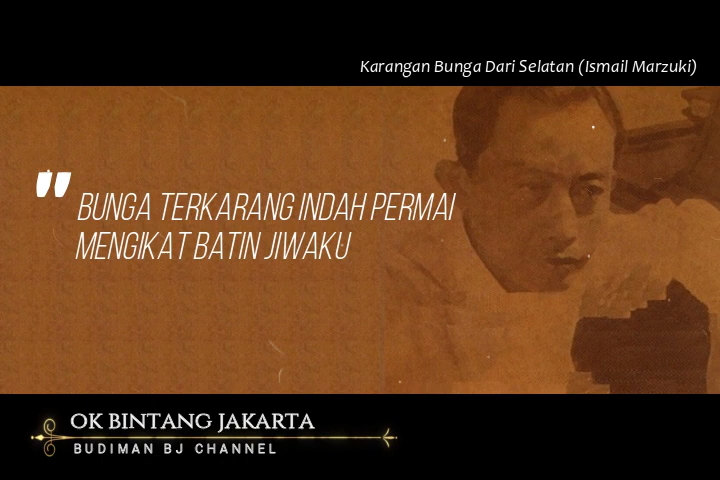 Karangan Bunga Dari Selatan (Ismail Marzuki)
" BUNGA TERKARANG INDAH PERMAI
MENGIKAT BATIN JIWAKU
OK BINTANG JAKARTA
BUDIMAN BJ CHANNEL